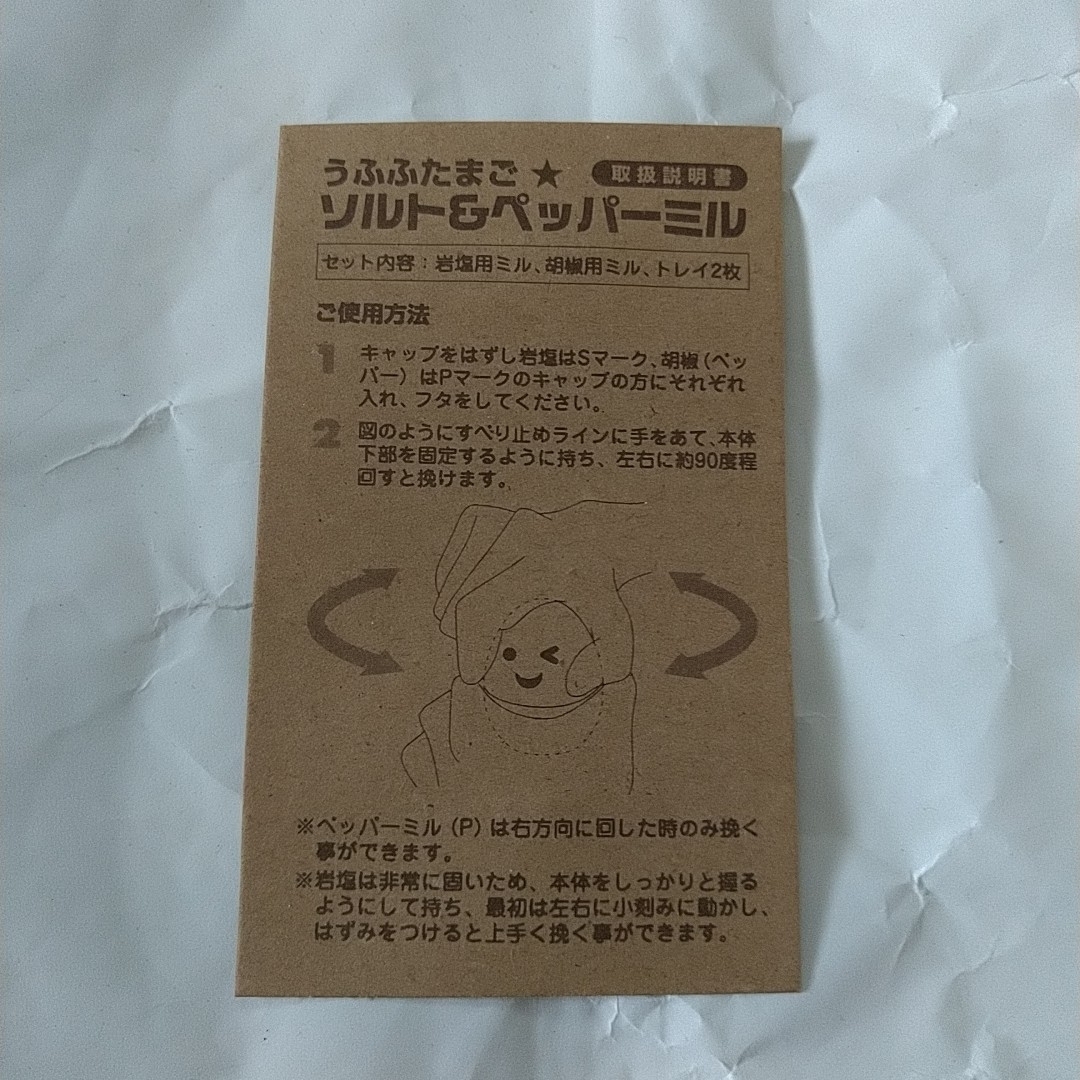 うふふたまご★ 取扱説明書
ソルト&ペッパーミル
セット内容：岩塩用ミル、胡椒用ミル、トレイ2枚
ご使用方法
1 キャップをはずし岩塩はSマーク、胡椒（ペッ
パー）はPマークのキャップの方にそれぞれ
入れ、フタをしてください。
2 図のようにすべり止めラインに手をあて、本体
下部を固定するように持ち、左右に約90度程
回すと挽けます。
※ペッパーミル（P）は右方向に回した時のみ挽く
事ができます。
※岩塩は非常に固いため、本体をしっかりと握る
ようにして持ち、最初は左右に小刻みに動かし、
はずみをつけると上手く挽く事ができます。